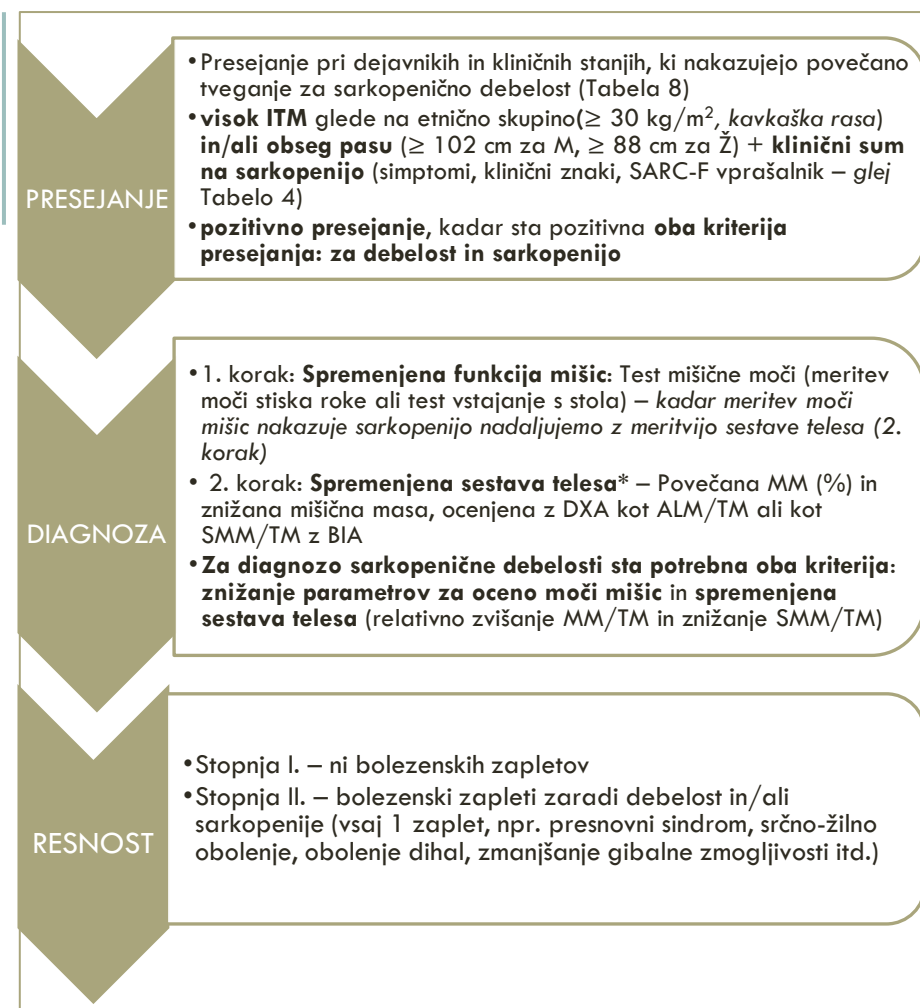 PRESEJANJE
•Presejanje pri dejavnikih in kliničnih stanjih, ki nakazujejo povečano
tveganje za sarkopenično debelost (Tabela 8)
•visok ITM glede na etnično skupino(≥ 30 kg/m², kavkaška rasa)
in/ali obseg pasu (≥ 102 cm za M, ≥ 88 cm za Ž) + klinični sum
na sarkopenijo (simptomi, klinični znaki, SARC-F vprašalnik – glej
Tabelo 4)
•pozitivno presejanje, kadar sta pozitivna oba kriterija
presejanja: za debelost in sarkopenijo
DIAGNOZA
•1. korak: Spremenjena funkcija mišic: Test mišične moči (meritev
moči stiska roke ali test vstajanje s stola) – kadar meritev moči
mišic nakazuje sarkopenijo nadaljujemo z meritvijo sestave telesa (2.
korak)
• 2. korak: Spremenjena sestava telesa* – Povečana MM (%) in
znižana mišična masa, ocenjena z DXA kot ALM/TM ali kot
SMM/TM z BIA
•Za diagnozo sarkopenične debelosti sta potrebna oba kriterija:
znižanje parametrov za oceno moči mišic in spremenjena
sestava telesa (relativno zvišanje MM/TM in znižanje SMM/TM)
RESNOST
•Stopnja I. – ni bolezenskih zapletov
•Stopnja II. – bolezenski zapleti zaradi debelost in/ali
sarkopenije (vsaj 1 zaplet, npr. presnovni sindrom, srčno-žilno
obolenje, obolenje dihal, zmanjšanje gibalne zmogljivosti itd.)